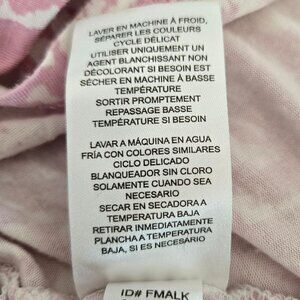 LAVER EN MACHINE À FROID,
SÉPARER LES COULEURS
CYCLE DÉLICAT
UTILISER UNIQUEMENT UN
AGENT BLANCHISSANT NON
DÉCOLORANT SI BESOIN EST
SÉCHER EN MACHINE À BASSE
TEMPÉRATURE
SORTIR PROMPTEMENT
REPASSAGE BASSE
TEMPÉRATURE SI BESOIN
LAVAR A MÁQUINA EN AGUA
FRÍA CON COLORES SIMILARES
CICLO DELICADO
BLANQUEADOR SIN CLORO
SOLAMENTE CUANDO SEA
NECESARIO
SECAR EN SECADORA A
TEMPERATURA BAJA
RETIRAR INMEDIATAMENTE
PLANCHA A TEMPERATURA
BAJA, SI ES NECESARIO
ID# FMALK